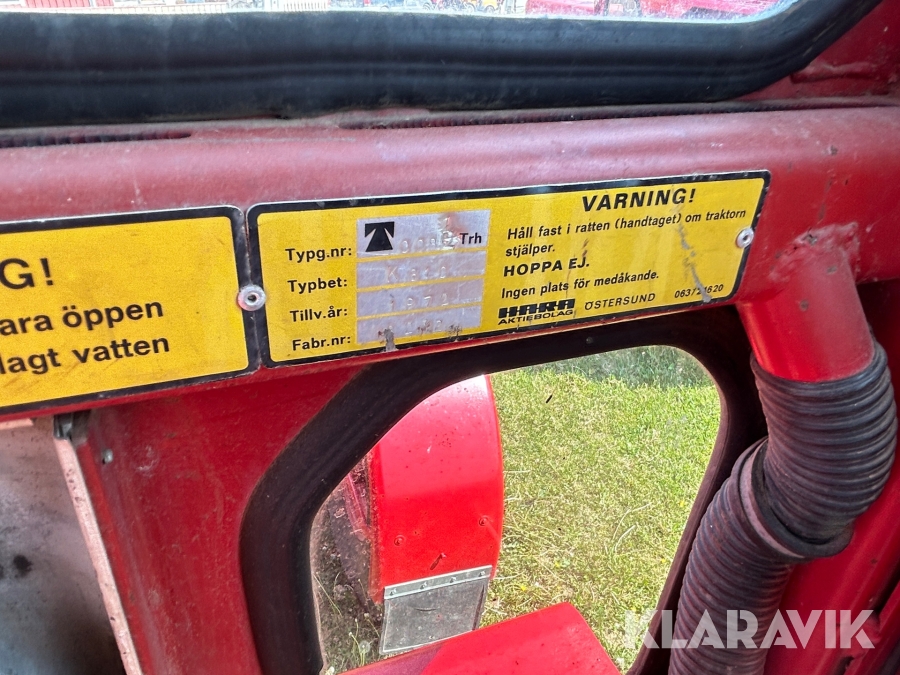 G!
ara öppen
lagt vatten
Typg.nr: T Trh
Typbet:
Tillv.år:
Fabr.nr:
VARNING!
Håll fast i ratten (handtaget) om traktorn
stjälper.
HOPPA EJ.
Ingen plats för medåkande.
HARA
AKTIEBOLAG
ÖSTERSUND
KLARAVIK